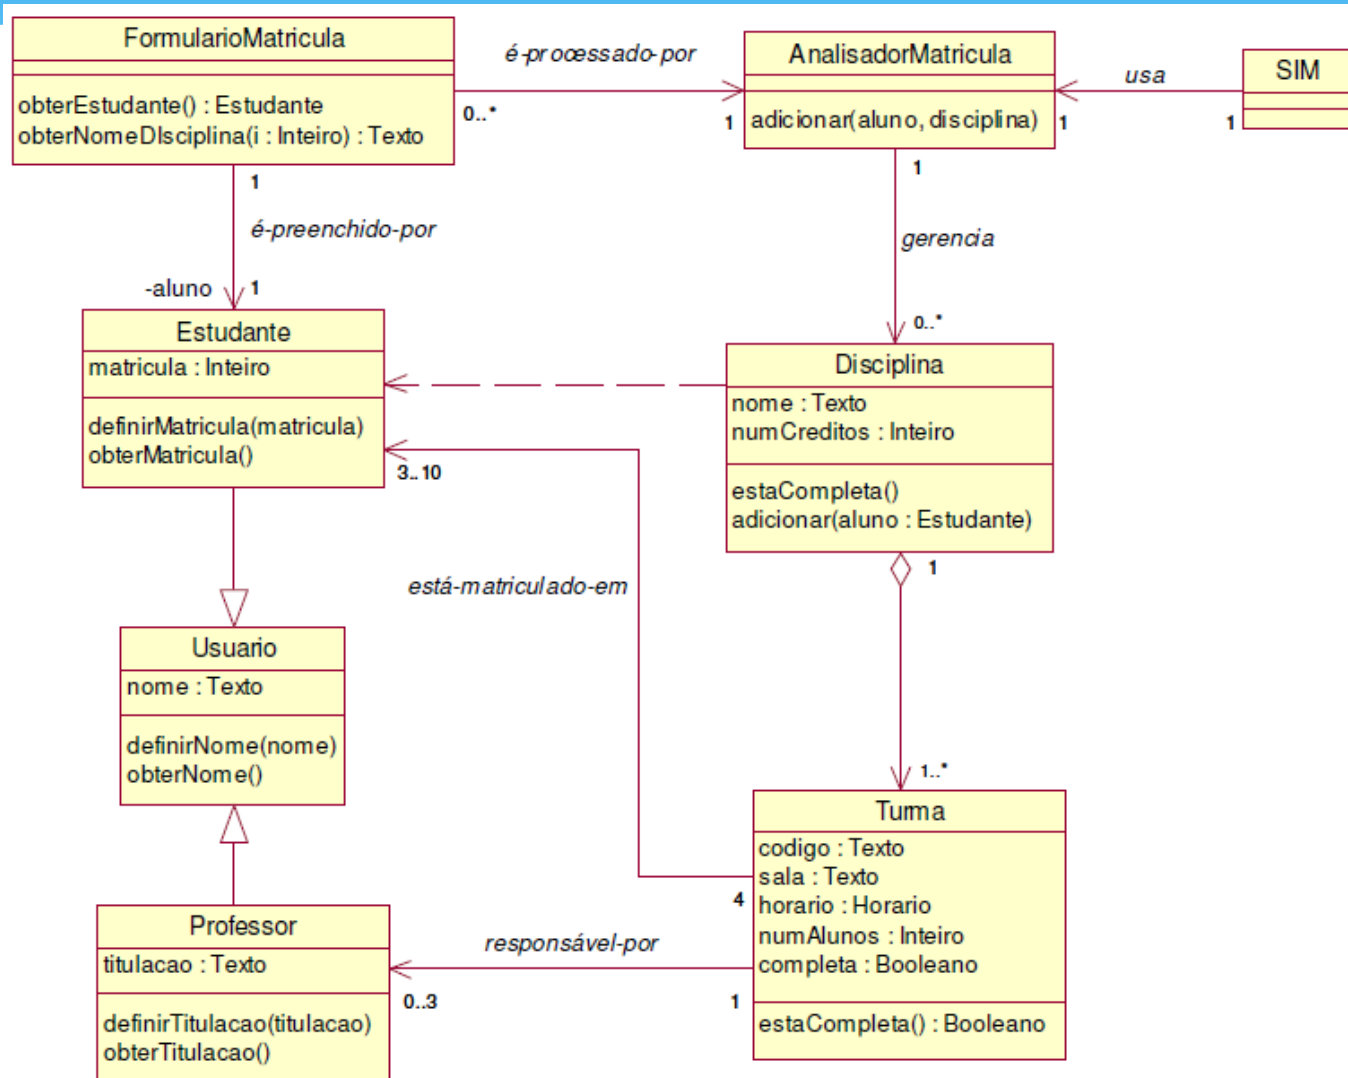 FormularioMatricula
obterEstudante() : Estudante
obterNomeDIsciplina(i : Inteiro) : Texto
é-processado-por
0..*
1
AnalisadorMatricula
adicionar(aluno, disciplina)
usa
1
1
SIM
1
é-preenchido-por
-aluno
1
1
gerencia
0..*
Estudante
matricula : Inteiro
definirMatricula(matricula)
obterMatricula()
3..10
Disciplina
nome : Texto
numCreditos : Inteiro
estaCompleta()
adicionar(aluno : Estudante)
1
está-matriculado-em
Usuario
nome : Texto
definirNome(nome)
obterNome()
1..*
Turma
codigo : Texto
sala : Texto
horario : Horario
numAlunos : Inteiro
completa : Booleano
estaCompleta() : Booleano
4
responsável-por
0..3
1
Professor
titulacao : Texto
definirTitulacao(titulacao)
obterTitulacao()